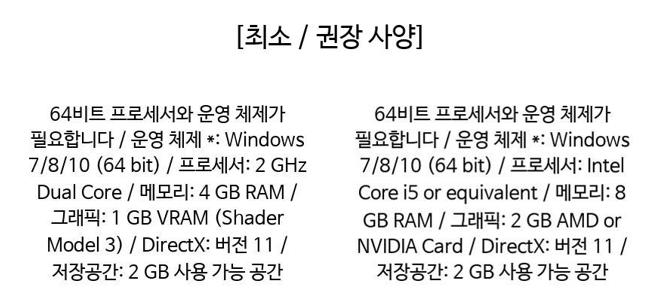 [최소 / 권장 사양]
64비트 프로세서와 운영 체제가
필요합니다 / 운영 체제 *: Windows
7/8/10 (64 bit) / 프로세서: 2 GHz
Dual Core / 메모리: 4 GB RAM /
그래픽: 1 GB VRAM (Shader
Model 3) / DirectX: 버전 11 /
저장공간: 2 GB 사용 가능 공간
64비트 프로세서와 운영 체제가
필요합니다 / 운영 체제 *: Windows
7/8/10 (64 bit) / 프로세서: Intel
Core i5 or equivalent / 메모리: 8
GB RAM / 그래픽: 2 GB AMD or
NVIDIA Card / DirectX: 버전 11 /
저장공간: 2 GB 사용 가능 공간